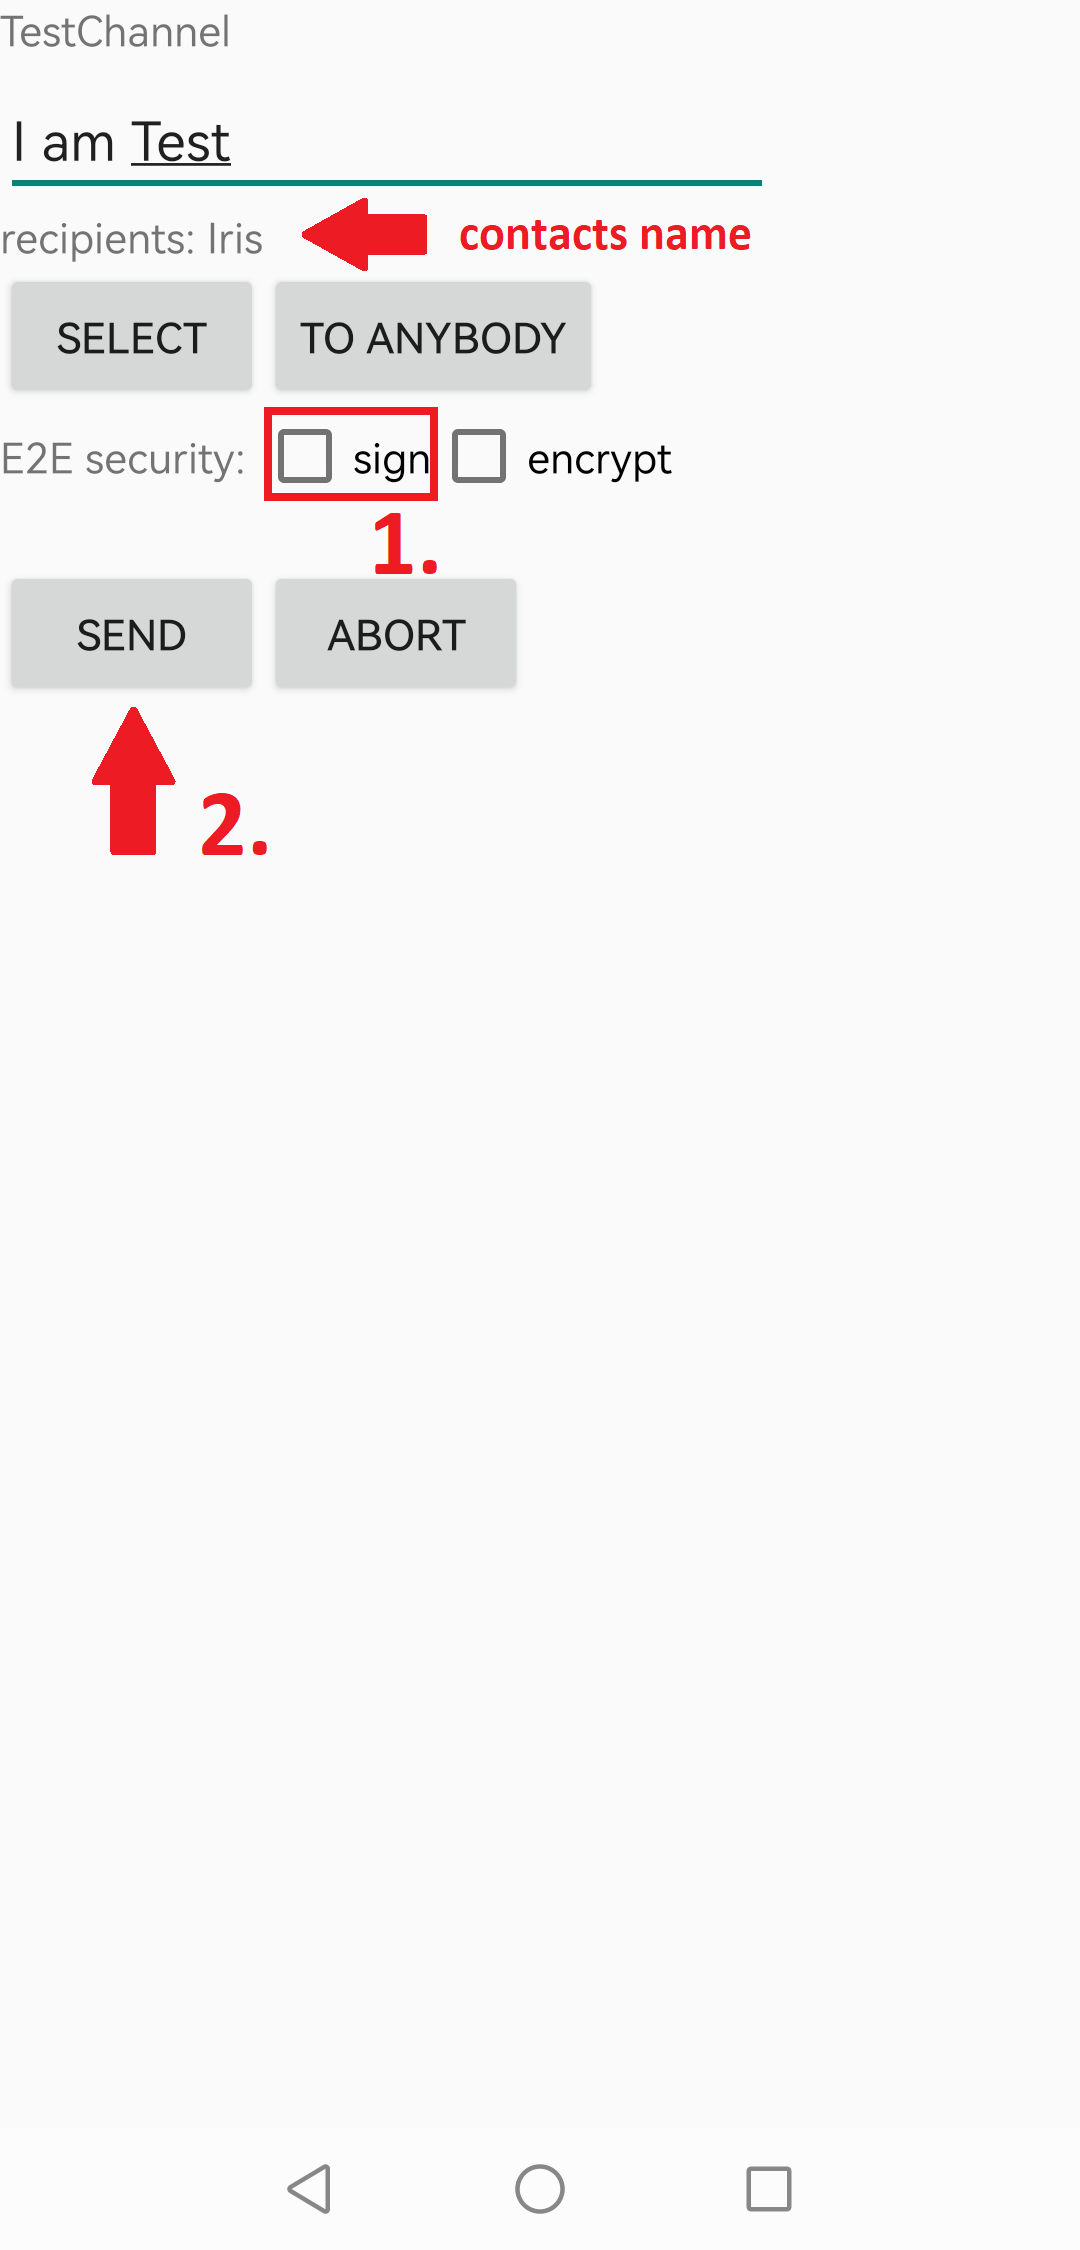 TestChannel
I am Test
recipients: Iris contacts name
SELECT TO ANYBODY
E2E security: sign encrypt
1.
SEND ABORT
2.